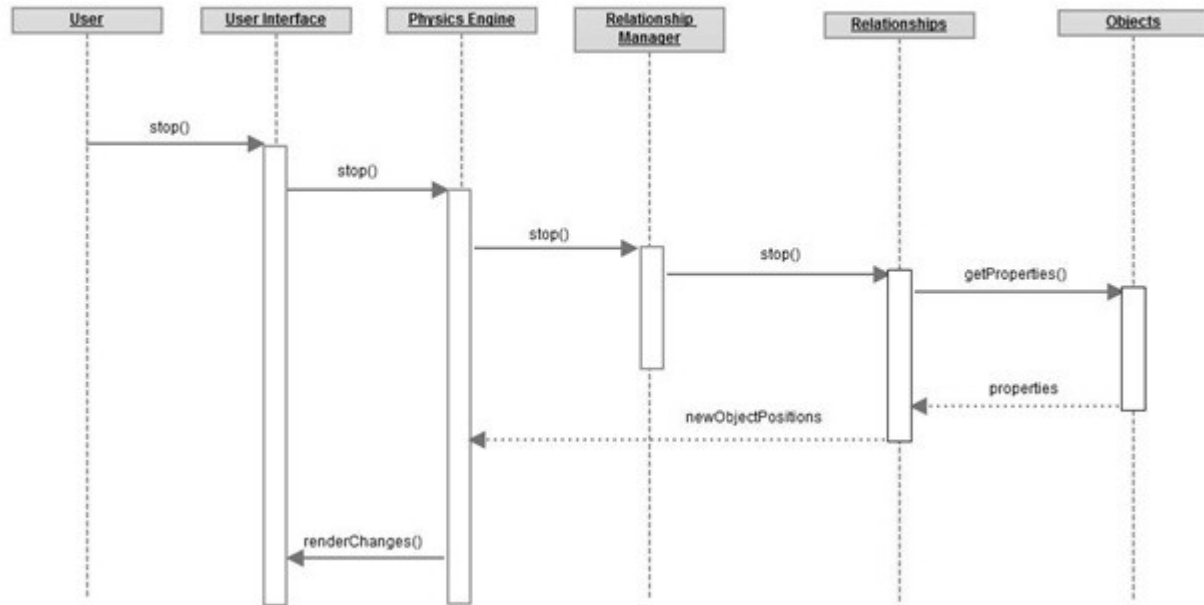 User
User Interface
Physics Engine
Relationship
Manager
Relationships
Objects
stop()
stop()
stop()
stop()
getProperties()
properties
newObjectPositions
renderChanges()